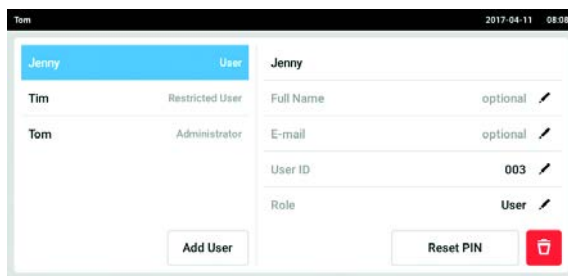 Tom 2017-04-11 08:08
Jenny User
Tim Restricted User
Tom Administrator
Add User
Jenny
Full Name optional
E-mail optional
User ID 003
Role User
Reset PIN